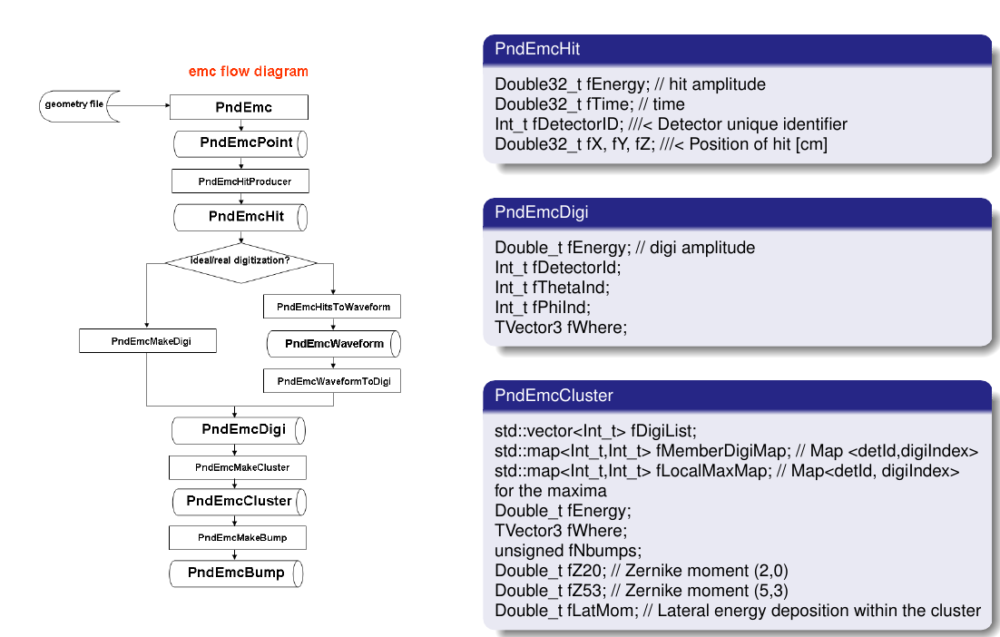 emc flow diagram
geometry file
PndEmc
PndEmcPoint
PndEmcHitProducer
PndEmcHit
Ideal/real digitization?
PndEmcHitsToWaveform
PndEmcMakeDigi
PndEmcWaveform
PndEmcWaveformToDigi
PndEmcDigi
PndEmcMakeCluster
PndEmcCluster
PndEmcMakeBump
PndEmcBump
PndEmcHit
Double32_t fEnergy; // hit amplitude
Double32_t fTime; // time
Int_t fDetectorID; ///< Detector unique identifier
Double32_t fX, fY, fZ; ///< Position of hit [cm]
PndEmcDigi
Double_t fEnergy; // digi amplitude
Int_t fDetectorId;
Int_t fThetaInd;
Int_t fPhiInd;
TVector3 fWhere;
PndEmcCluster
std::vector<Int_t> fDigiList;
std::map<Int_t,Int_t> fMemberDigiMap; // Map <detId,digiIndex>
std::map<Int_t,Int_t> fLocalMaxMap; // Map<detId, digiIndex>
for the maxima
Double_t fEnergy;
TVector3 fWhere;
unsigned fNbumps;
Double_t fZ20; // Zernike moment (2,0)
Double_t fZ53; // Zernike moment (5,3)
Double_t fLatMom; // Lateral energy deposition within the cluster